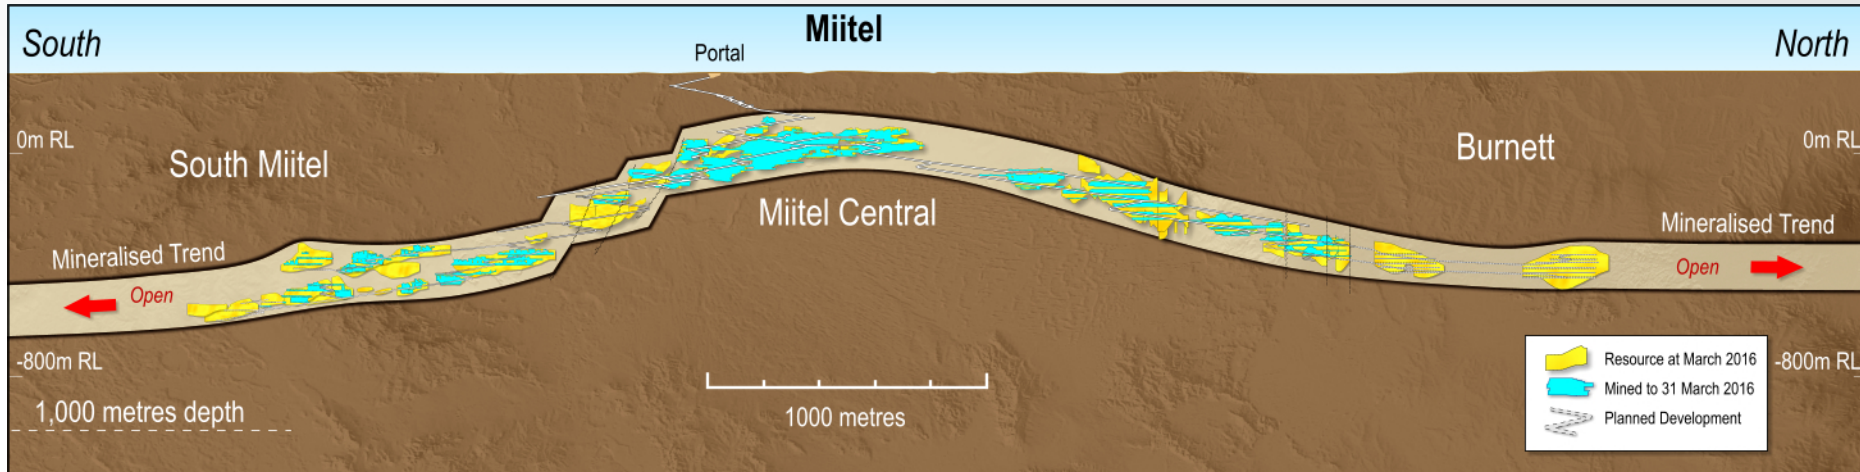 Miitel
South
North
Portal
0m RL
0m RL
South Miitel
Burnett
Miitel Central
Mineralised Trend
Mineralised Trend
Open
Open
-800m RL
-800m RL
1,000 metres depth
1000 metres
Resource at March 2016
Mined to 31 March 2016
Planned Development